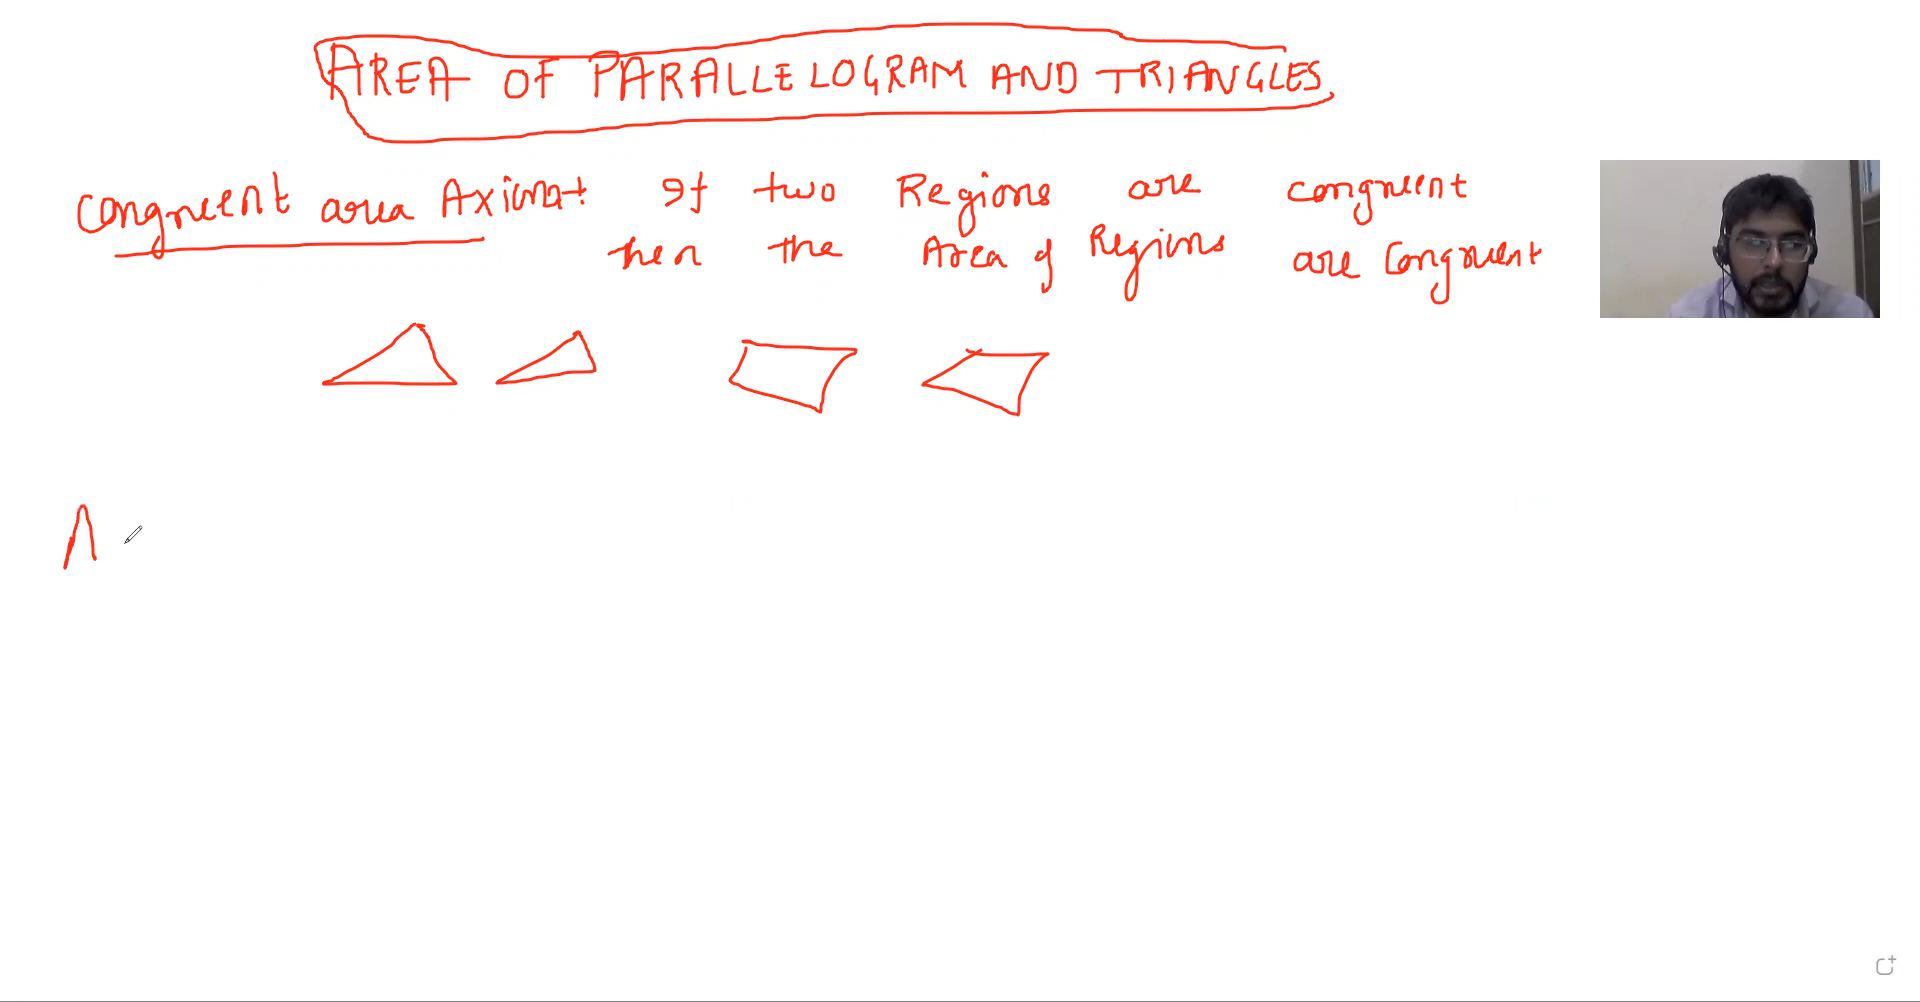 AREA OF PARALLELOGRAM AND TRIANGLES
Congruent area Axiom: If two Regions are congruent
then the Area of Regions are Congruent
A